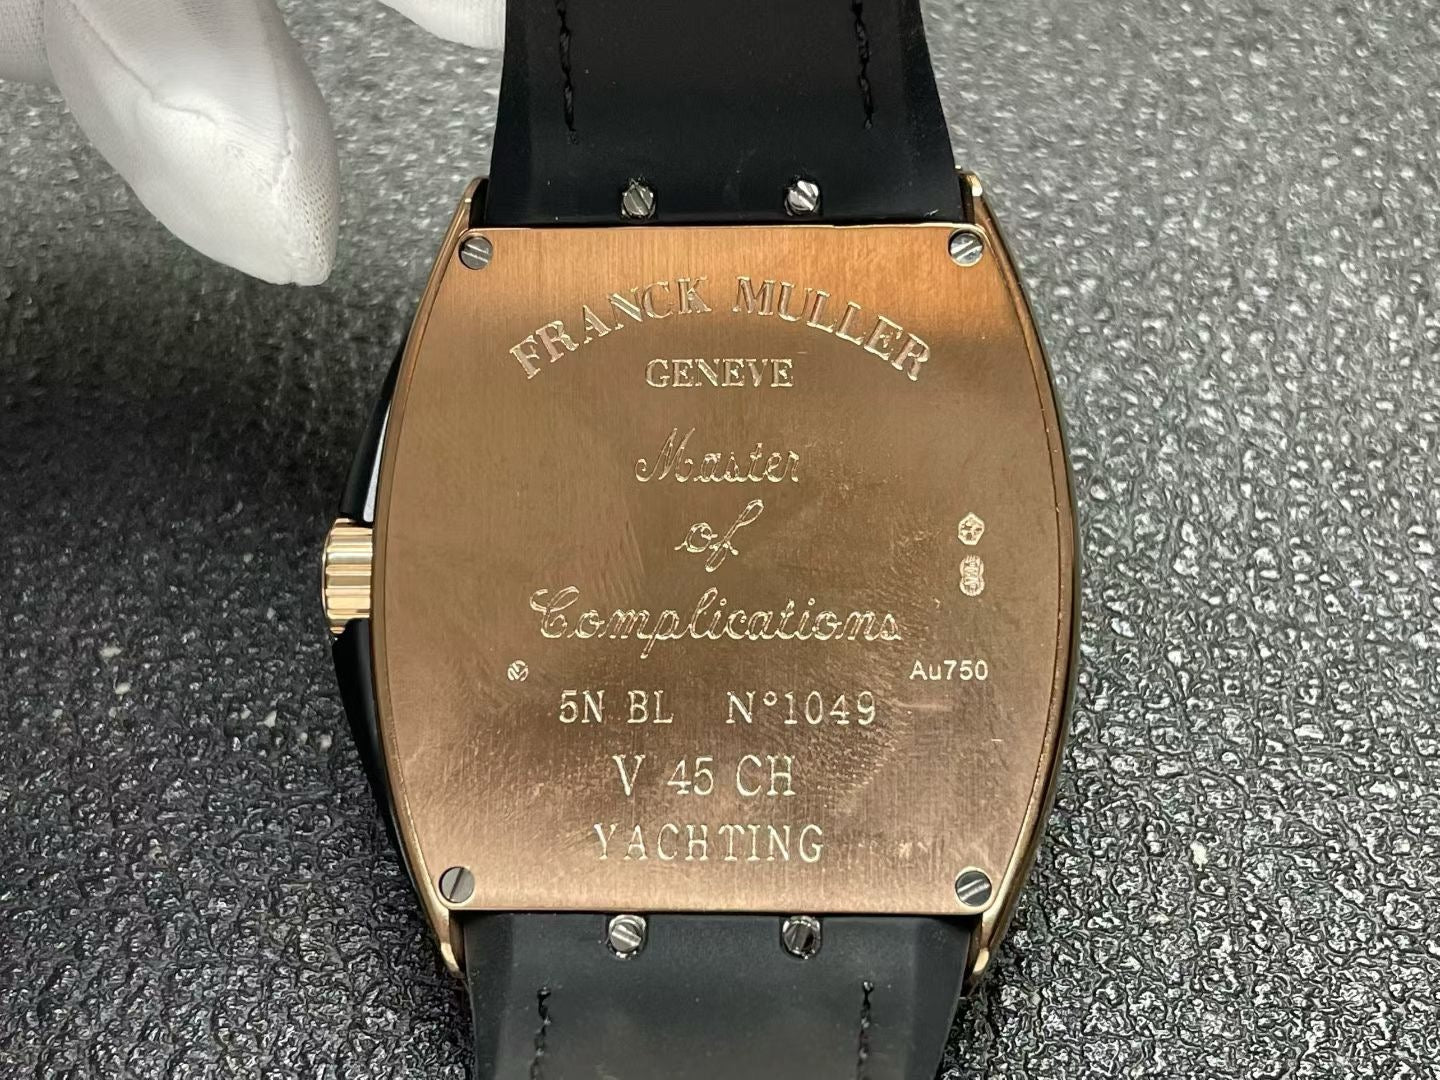 FRANCK MULLER
GENEVE
Master
of
Complications
Au750
5N BL N°1049
V 45 CH
YACHTING